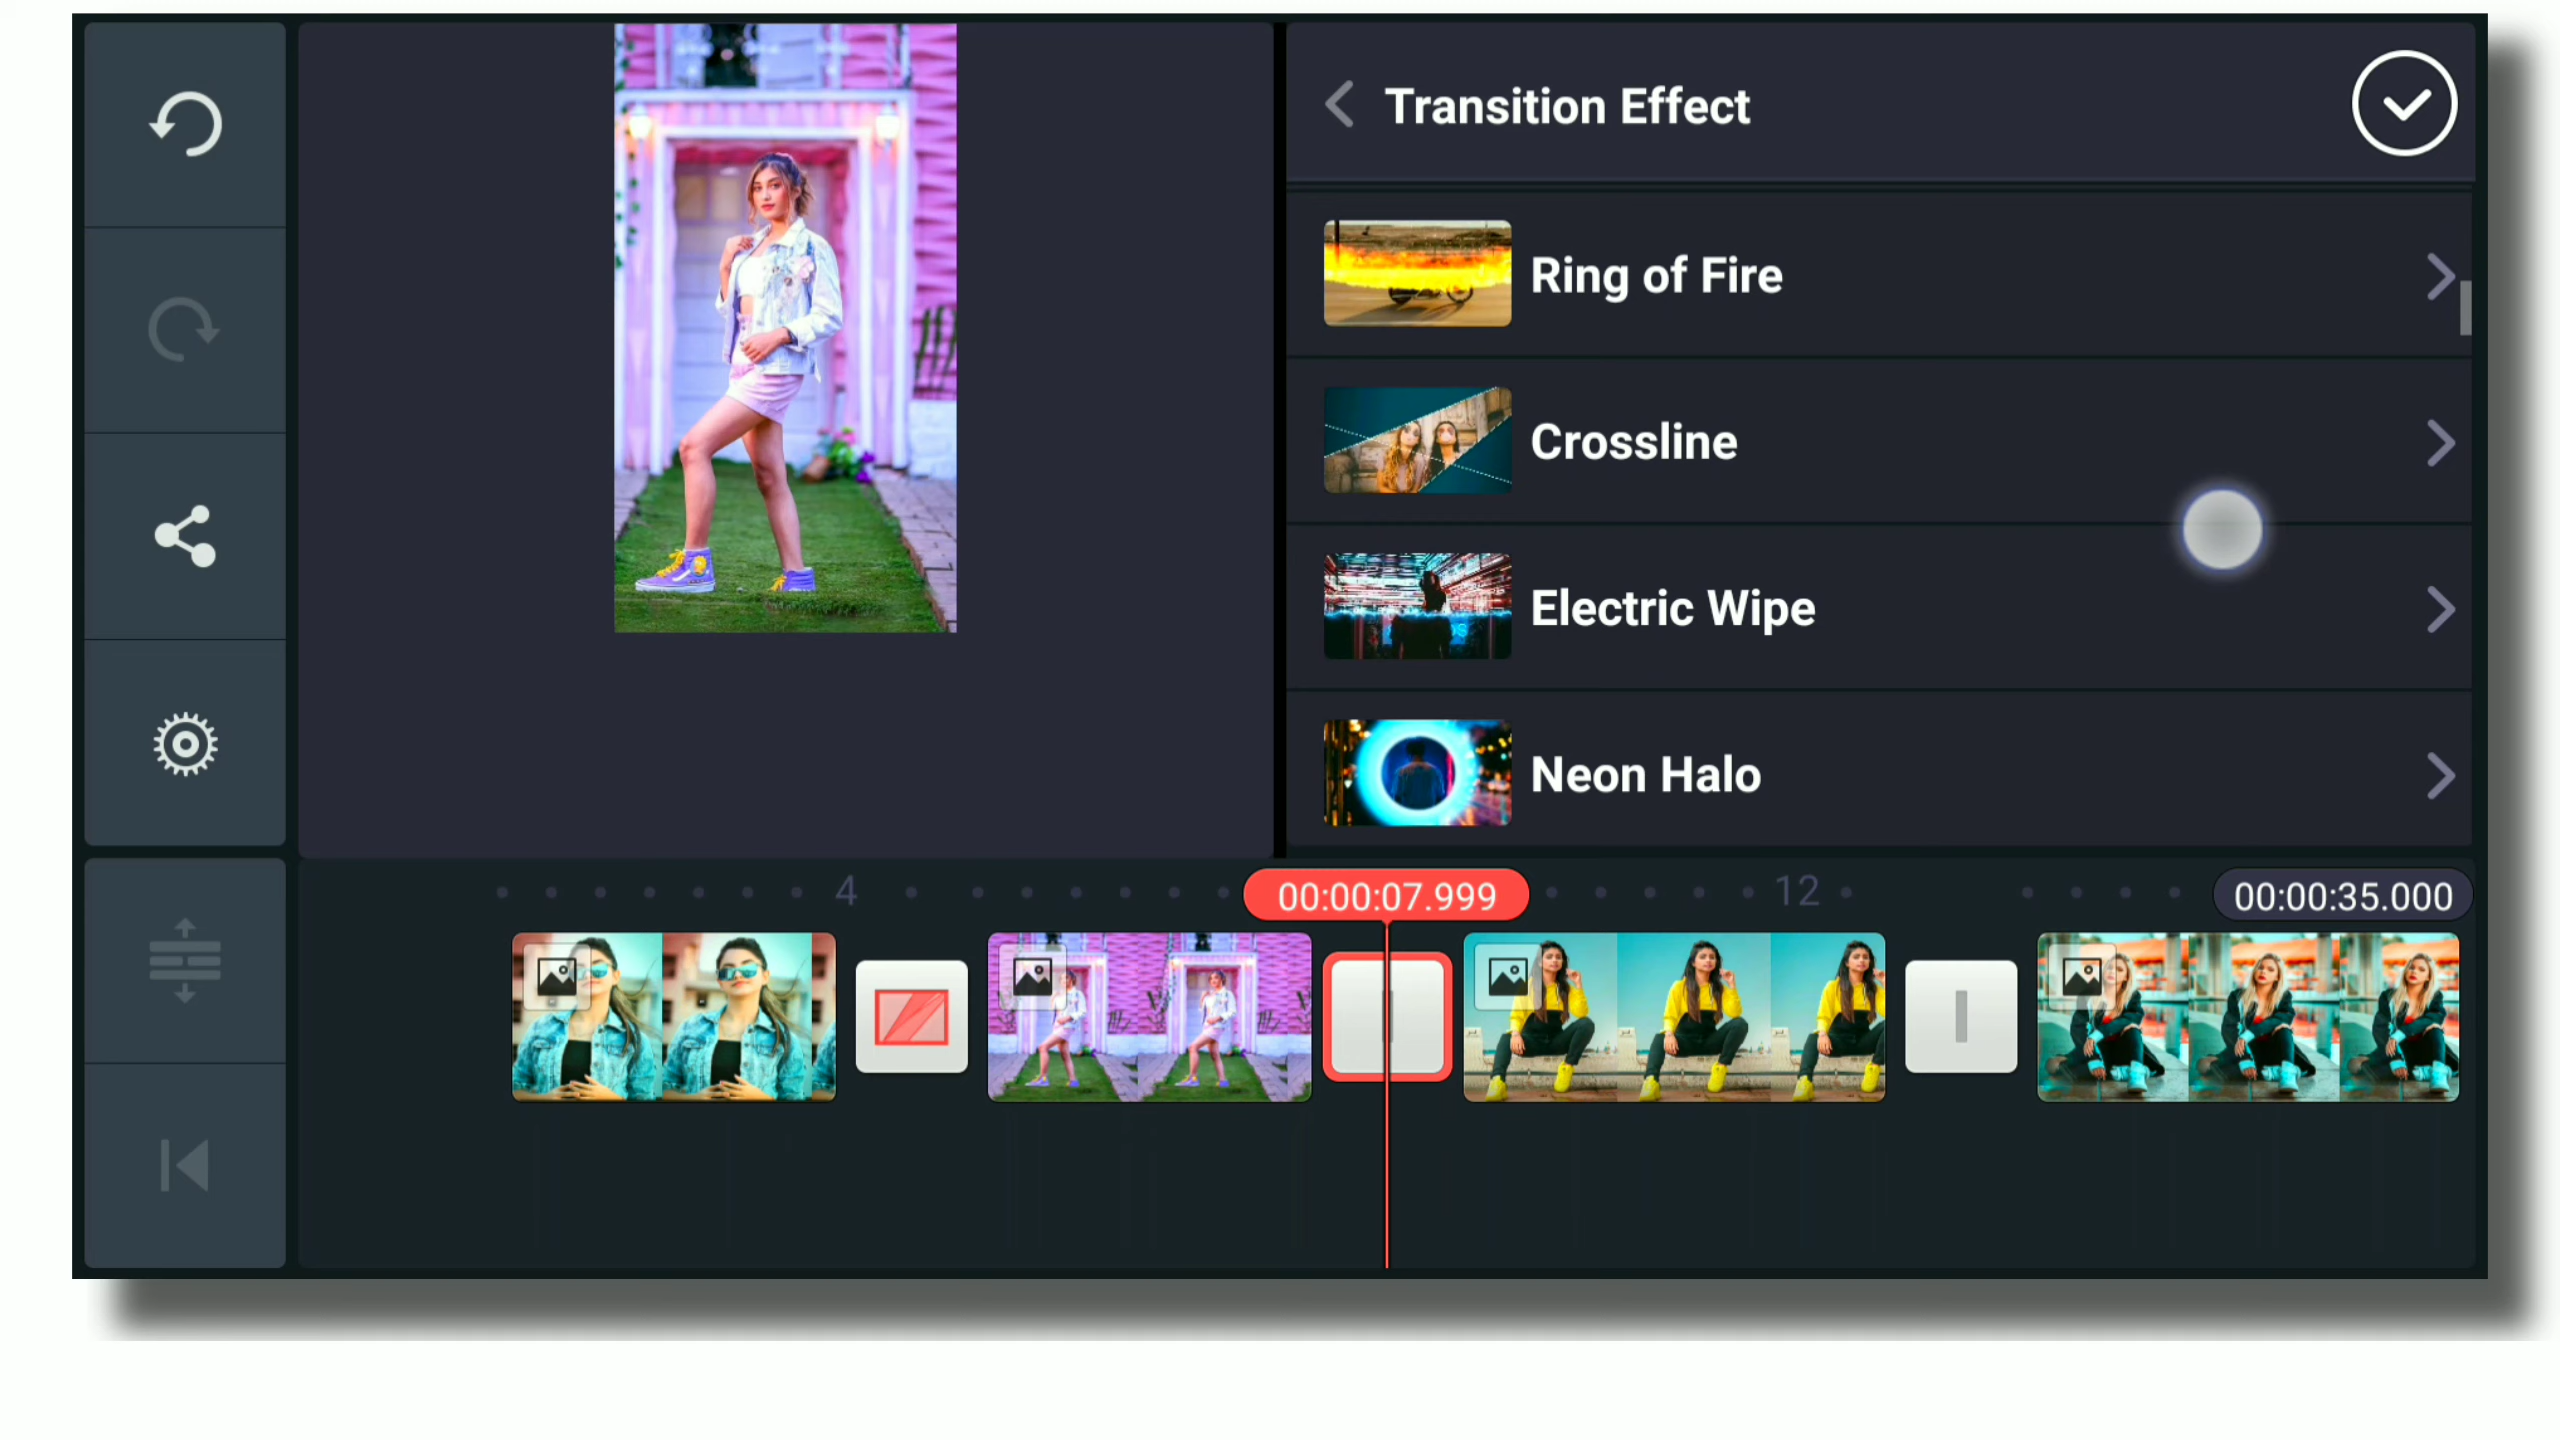 Transition Effect
Ring of Fire
Crossline
Electric Wipe
Neon Halo
4
00:00:07.999
12
00:00:35.000